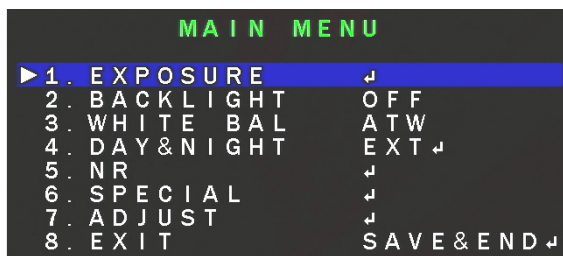 MAIN MENU
▶1. EXPOSURE ↲
2. BACKLIGHT OFF
3. WHITE BAL ATW
4. DAY&NIGHT EXT↲
5. NR ↲
6. SPECIAL ↲
7. ADJUST ↲
8. EXIT SAVE&END↲